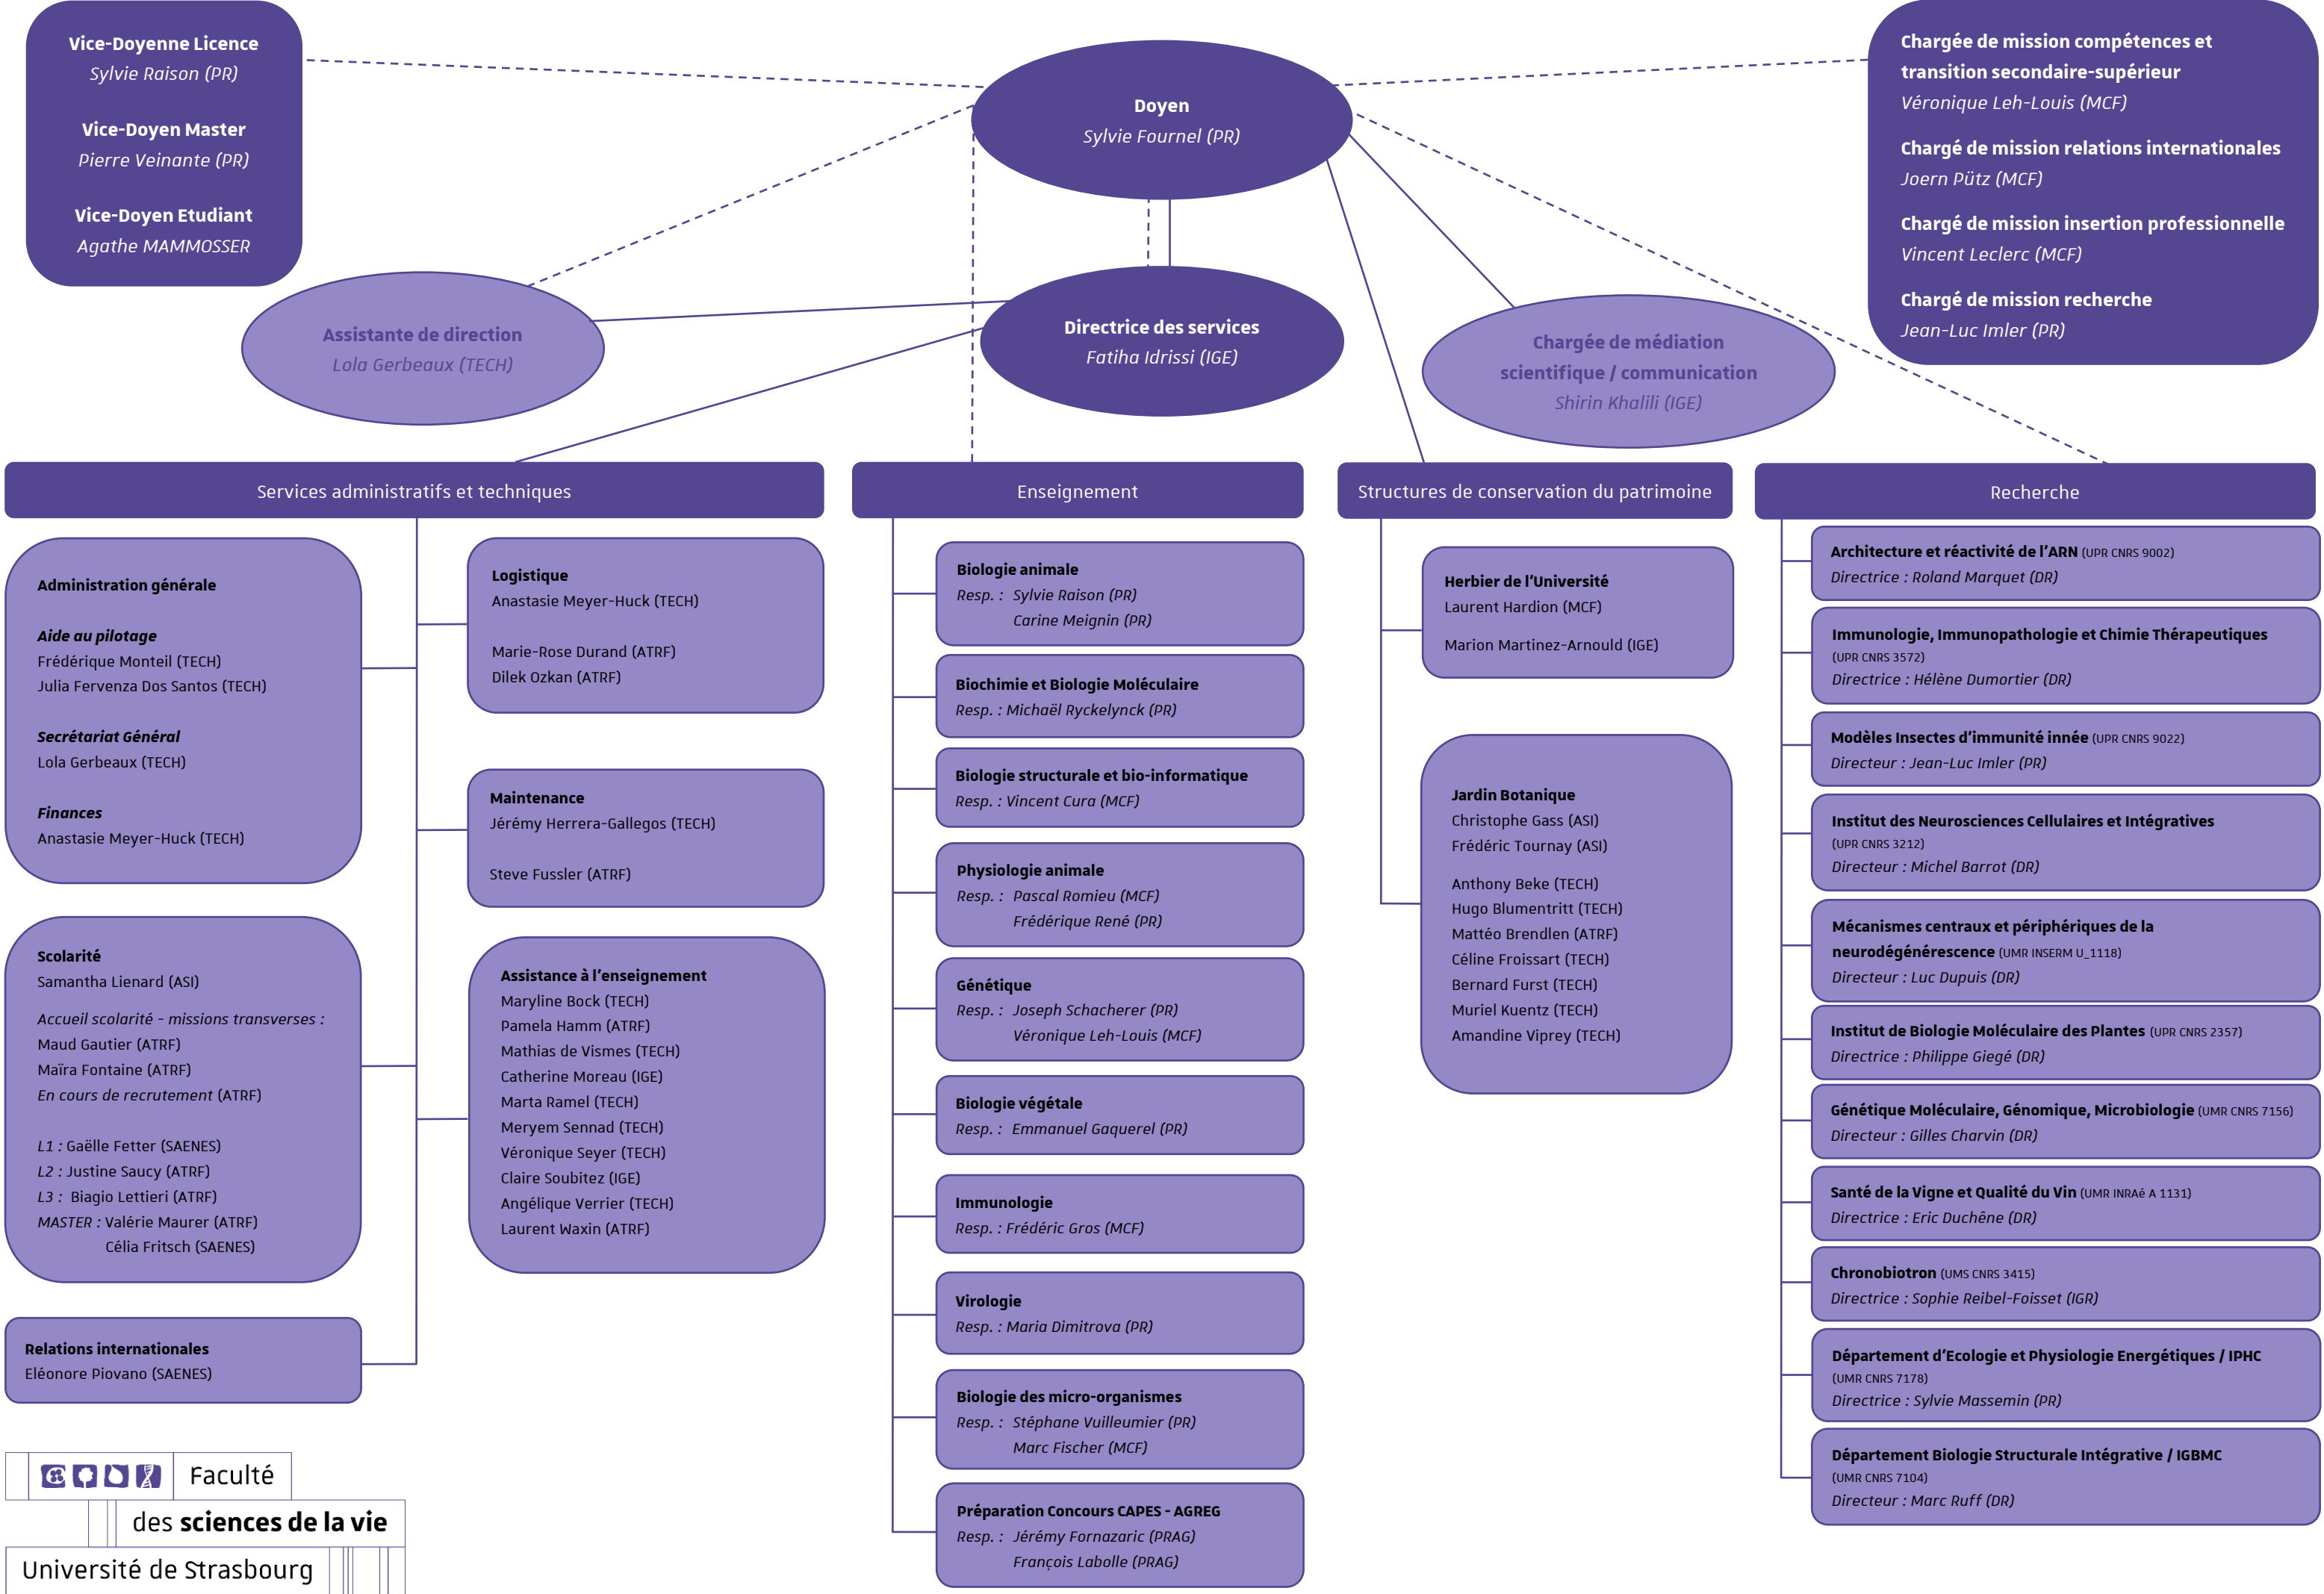 Vice-Doyenne Licence
Sylvie Raison (PR)
Vice-Doyen Master
Pierre Veinante (PR)
Vice-Doyen Etudiant
Agathe MAMMOSSER
Doyen
Sylvie Fournel (PR)
Chargée de mission compétences et
transition secondaire-supérieur
Véronique Leh-Louis (MCF)
Chargé de mission relations internationales
Joern Pütz (MCF)
Chargé de mission insertion professionnelle
Vincent Leclerc (MCF)
Chargé de mission recherche
Jean-Luc Imler (PR)
Assistante de direction
Lola Gerbeaux (TECH)
Directrice des services
Fatiha Idrissi (IGE)
Chargée de médiation
scientifique / communication
Shirin Khalili (IGE)
Services administratifs et techniques
Administration générale
Aide au pilotage
Frédérique Monteil (TECH)
Julia Fervenza Dos Santos (TECH)
Secrétariat Général
Lola Gerbeaux (TECH)
Finances
Anastasie Meyer-Huck (TECH)
Scolarité
Samantha Lienard (ASI)
Accueil scolarité - missions transverses :
Maud Gautier (ATRF)
Maïra Fontaine (ATRF)
En cours de recrutement (ATRF)
L1 : Gaëlle Fetter (SAENES)
L2 : Justine Saucy (ATRF)
L3 : Biagio Lettieri (ATRF)
MASTER : Valérie Maurer (ATRF)
Célia Fritsch (SAENES)
Relations internationales
Eléonore Piovano (SAENES)
Logistique
Anastasie Meyer-Huck (TECH)
Marie-Rose Durand (ATRF)
Dilek Ozkan (ATRF)
Maintenance
Jérémy Herrera-Gallegos (TECH)
Steve Fussler (ATRF)
Assistance à l'enseignement
Maryline Bock (TECH)
Pamela Hamm (ATRF)
Mathias de Vismes (TECH)
Catherine Moreau (IGE)
Marta Ramel (TECH)
Meryem Sennad (TECH)
Véronique Seyer (TECH)
Claire Soubitez (IGE)
Angélique Verrier (TECH)
Laurent Waxin (ATRF)
Enseignement
Biologie animale
Resp. : Sylvie Raison (PR)
Carine Meignin (PR)
Biochimie et Biologie Moléculaire
Resp. : Michaël Ryckelynck (PR)
Biologie structurale et bio-informatique
Resp. : Vincent Cura (MCF)
Physiologie animale
Resp. : Pascal Romieu (MCF)
Frédérique René (PR)
Génétique
Resp. : Joseph Schacherer (PR)
Véronique Leh-Louis (MCF)
Biologie végétale
Resp. : Emmanuel Gaquerel (PR)
Immunologie
Resp. : Frédéric Gros (MCF)
Virologie
Resp. : Maria Dimitrova (PR)
Biologie des micro-organismes
Resp. : Stéphane Vuilleumier (PR)
Marc Fischer (MCF)
Préparation Concours CAPES - AGREG
Resp. : Jérémy Fornazaric (PRAG)
François Labolle (PRAG)
Structures de conservation du patrimoine
Herbier de l'Université
Laurent Hardion (MCF)
Marion Martinez-Arnould (IGE)
Jardin Botanique
Christophe Gass (ASI)
Frédéric Tournay (ASI)
Anthony Beke (TECH)
Hugo Blumentritt (TECH)
Mattéo Brendlen (ATRF)
Céline Froissart (TECH)
Bernard Furst (TECH)
Muriel Kuentz (TECH)
Amandine Viprey (TECH)
Recherche
Architecture et réactivité de l'ARN (UPR CNRS 9002)
Directrice : Roland Marquet (DR)
Immunologie, Immunopathologie et Chimie Thérapeutiques
(UPR CNRS 3572)
Directrice : Hélène Dumortier (DR)
Modèles Insectes d'immunité innée (UPR CNRS 9022)
Directeur : Jean-Luc Imler (PR)
Institut des Neurosciences Cellulaires et Intégratives
(UPR CNRS 3212)
Directeur : Michel Barrot (DR)
Mécanismes centraux et périphériques de la
neurodégénérescence (UMR INSERM U_1118)
Directeur : Luc Dupuis (DR)
Institut de Biologie Moléculaire des Plantes (UPR CNRS 2357)
Directrice : Philippe Giegé (DR)
Génétique Moléculaire, Génomique, Microbiologie (UMR CNRS 7156)
Directeur : Gilles Charvin (DR)
Santé de la Vigne et Qualité du Vin (UMR INRAé A 1131)
Directrice : Eric Duchêne (DR)
Chronobiotron (UMS CNRS 3415)
Directrice : Sophie Reibel-Foisset (IGR)
Département d'Ecologie et Physiologie Energétiques / IPHC
(UMR CNRS 7178)
Directrice : Sylvie Massemin (PR)
Département Biologie Structurale Intégrative / IGBMC
(UMR CNRS 7104)
Directeur : Marc Ruff (DR)
Faculté
des sciences de la vie
Université de Strasbourg